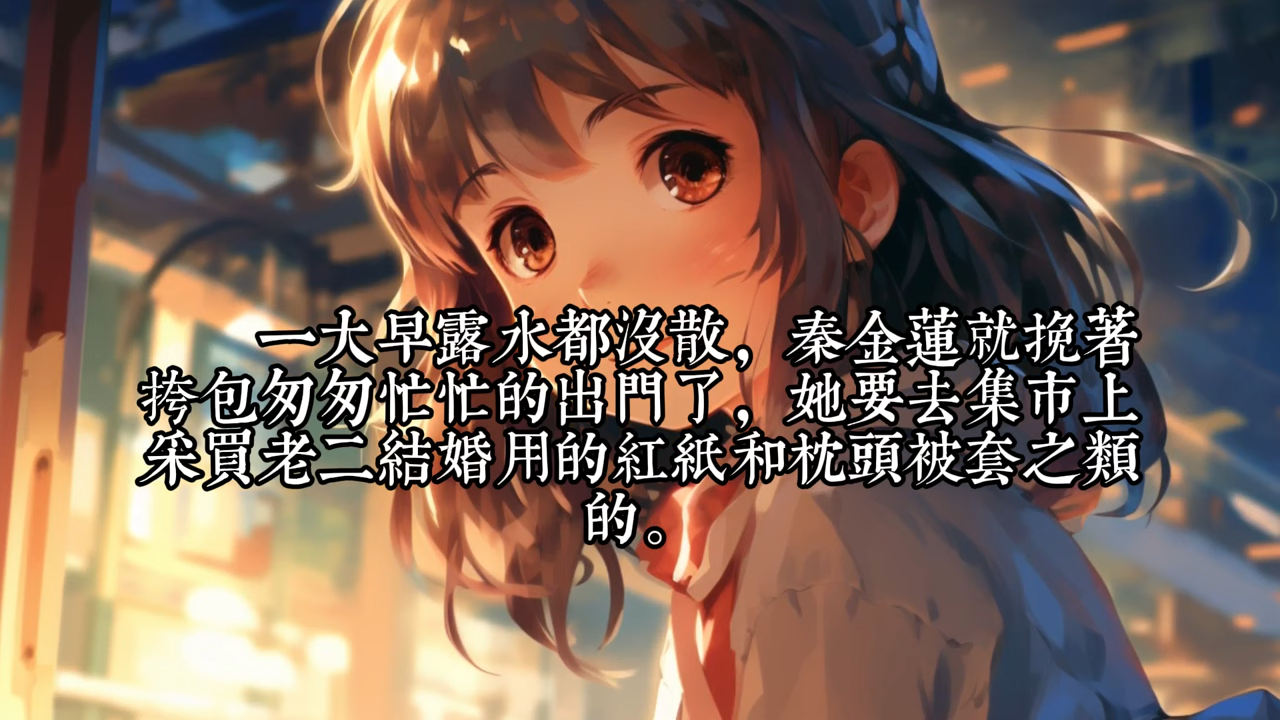 一大早露水都沒散，秦金蓮就挽著
挎包匆匆忙忙的出門了，她要去集市上
采買老二結婚用的紅紙和枕頭被套之類
的。